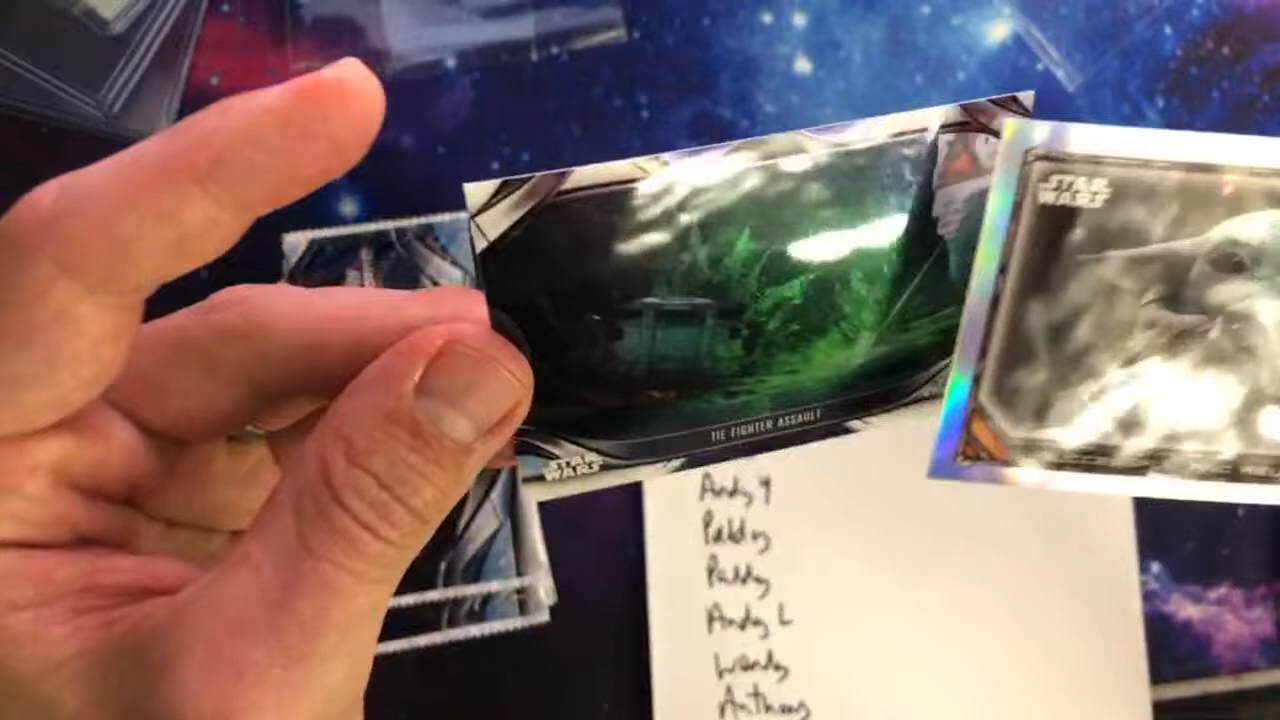 STAR
WARS
TIE FIGHTER ASSAULT
STAR
WARS
Andy Y
Paddy
Paddy
Andy L
Wendy
Anthony